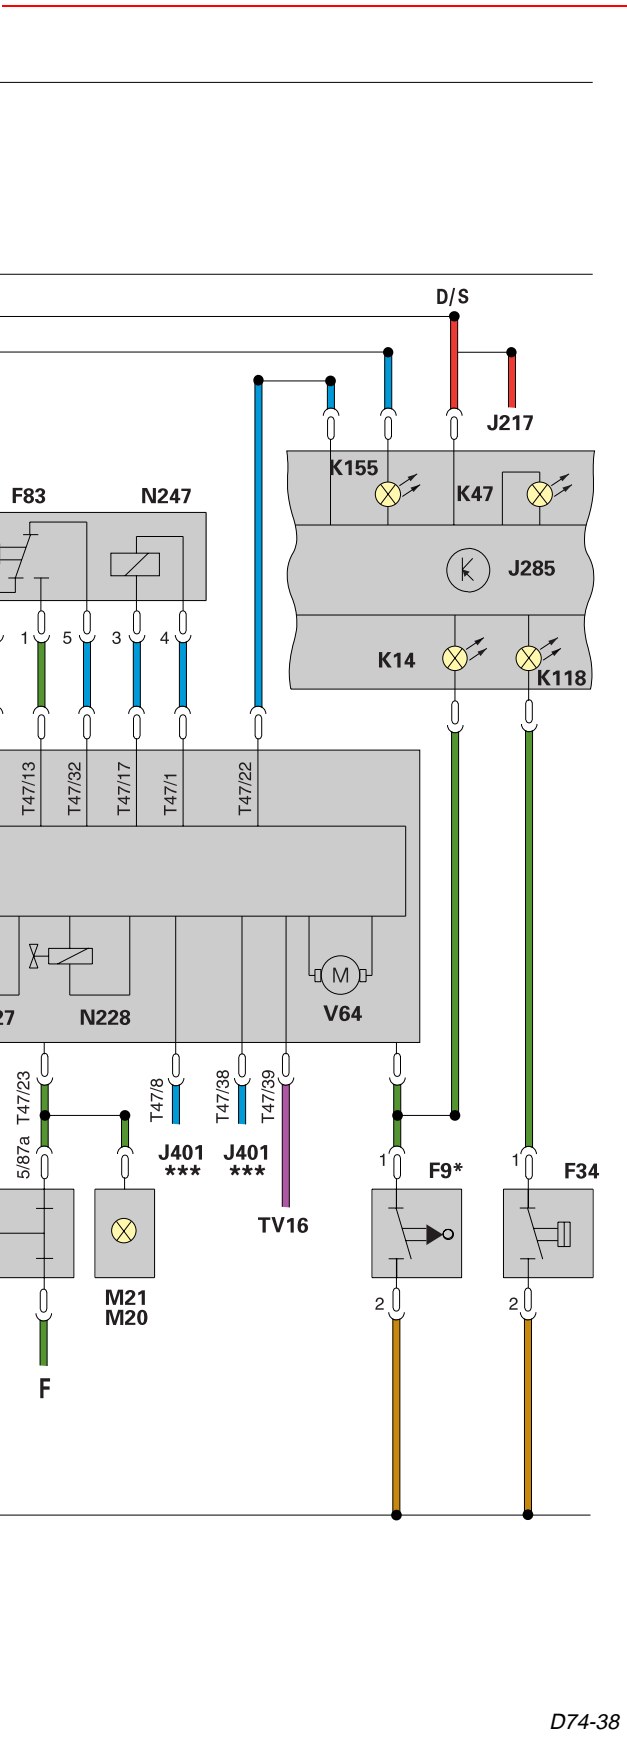 D/S
J217
K155
K47
F83
N247
J285
1
5
3
4
K14
K118
T47/13
T47/32
T47/17
T47/1
T47/22
M
27
N228
V64
T47/23
T47/8
T47/38
T47/39
5/87a
J401
***
J401
***
1
F9*
1
F34
TV16
M21
M20
2
2
F
D74-38